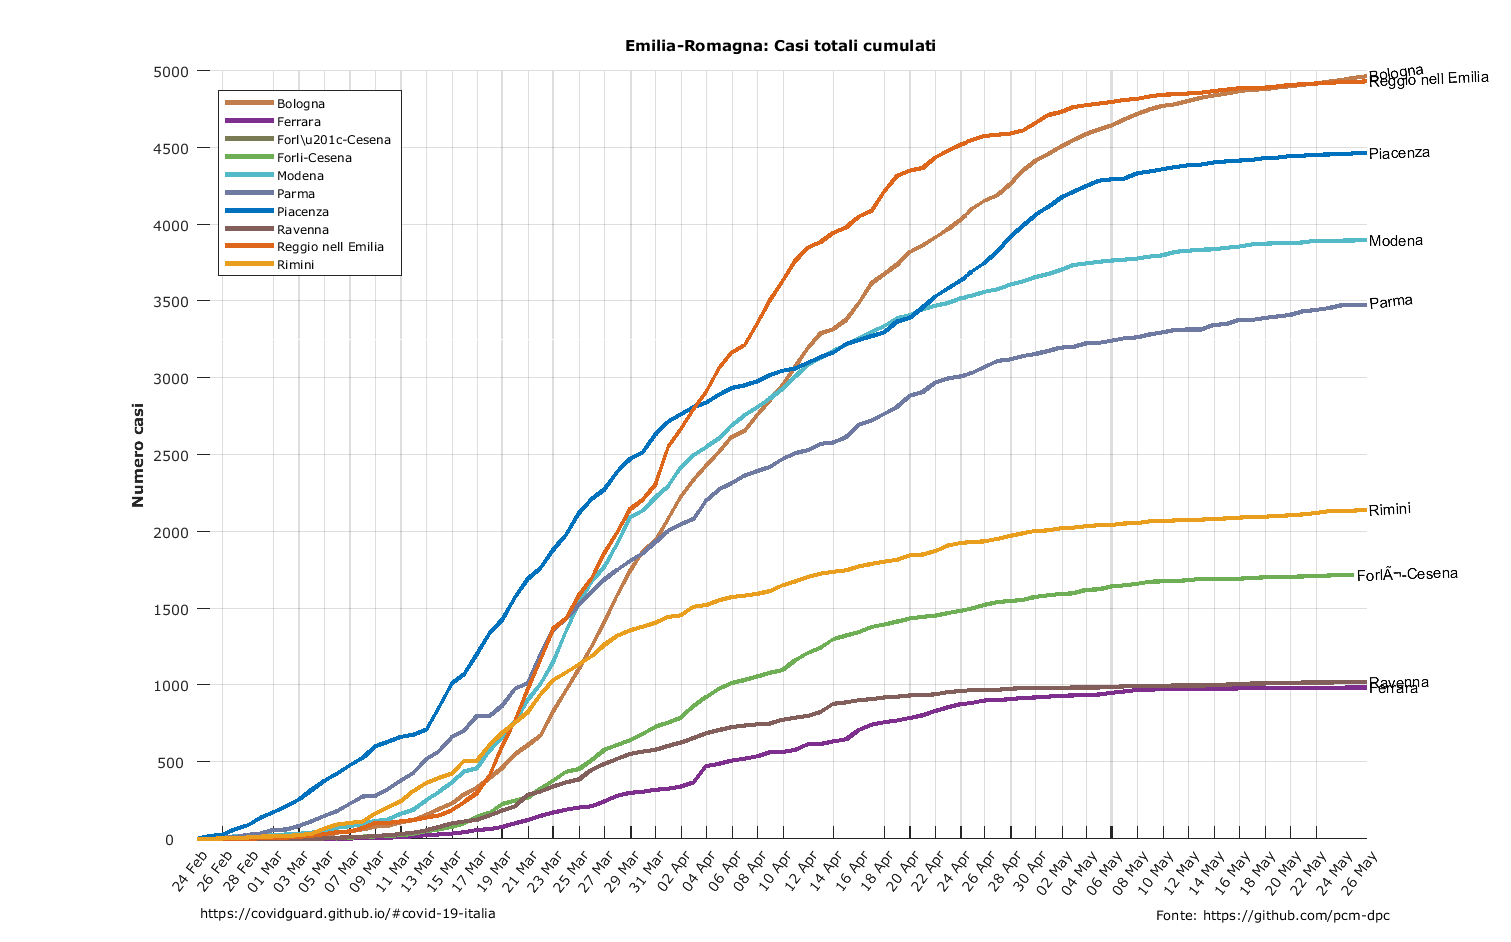 Emilia-Romagna: Casi totali cumulati
5000
4500
4000
3500
3000
2500
2000
1500
1000
500
0
Numero casi
Bologna
Ferrara
Forl\u201c-Cesena
Forlì-Cesena
Modena
Parma
Piacenza
Ravenna
Reggio nell Emilia
Rimini
Bologna
Reggio nell Emilia
Piacenza
Modena
Parma
Rimini
ForlÃ¬-Cesena
Ravenna
Ferrara
24 Feb
26 Feb
28 Feb
01 Mar
03 Mar
05 Mar
07 Mar
09 Mar
11 Mar
13 Mar
15 Mar
17 Mar
19 Mar
21 Mar
23 Mar
25 Mar
27 Mar
29 Mar
31 Mar
02 Apr
04 Apr
06 Apr
08 Apr
10 Apr
12 Apr
14 Apr
16 Apr
18 Apr
20 Apr
22 Apr
24 Apr
26 Apr
28 Apr
30 Apr
02 May
04 May
06 May
08 May
10 May
12 May
14 May
16 May
18 May
20 May
22 May
24 May
26 May
https://covidguard.github.io/#covid-19-italia
Fonte: https://github.com/pcm-dpc